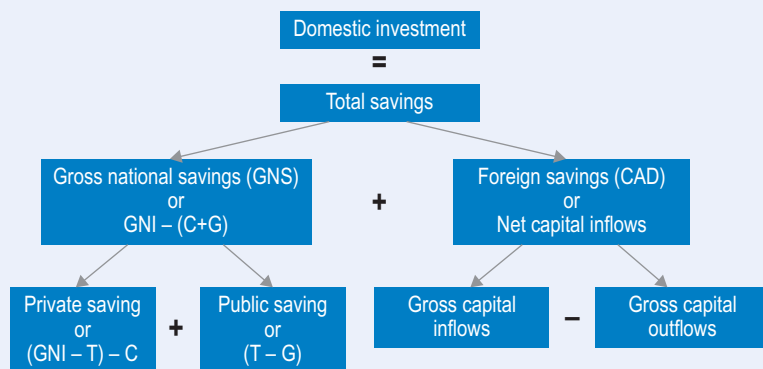 Domestic investment
=
Total savings
Gross national savings (GNS)
or
GNI – (C+G)
+
Foreign savings (CAD)
or
Net capital inflows
Private saving
or
(GNI – T) – C
+
Public saving
or
(T – G)
Gross capital
inflows
–
Gross capital
outflows